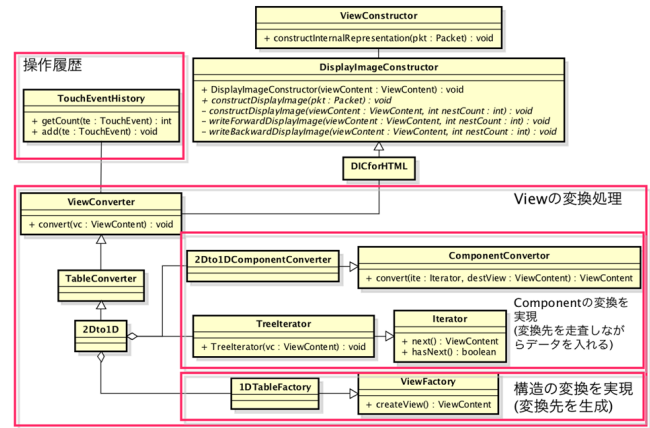 ViewConstructor
+ constructInternalRepresentation(pkt : Packet) : void
操作履歴
TouchEventHistory
+ getCount(te : TouchEvent) : int
+ add(te : TouchEvent) : void
DisplayImageConstructor
+ DisplayImageConstructor(viewContent : ViewContent) : void
+ constructDisplayImage(pkt : Packet) : void
− constructDisplayImage(viewContent : ViewContent, int nestCount : int) : void
− writeForwardDisplayImage(viewContent : ViewContent, int nestCount : int) : void
− writeBackwardDisplayImage(viewContent : ViewContent, int nestCount : int) : void
DICforHTML
Viewの変換処理
ViewConverter
+ convert(vc : ViewContent) : void
TableConverter
2Dto1D
2Dto1DComponentConverter
ComponentConvertor
+ convert(ite : Iterator, destView : ViewContent) : ViewContent
TreeIterator
+ TreeIterator(vc : ViewContent) : void
Iterator
+ next() : ViewContent
+ hasNext() : boolean
Componentの変換を
実現
(変換先を走査しなが
らデータを入れる)
1DTableFactory
ViewFactory
+ createView() : ViewContent
構造の変換を実現
(変換先を生成)